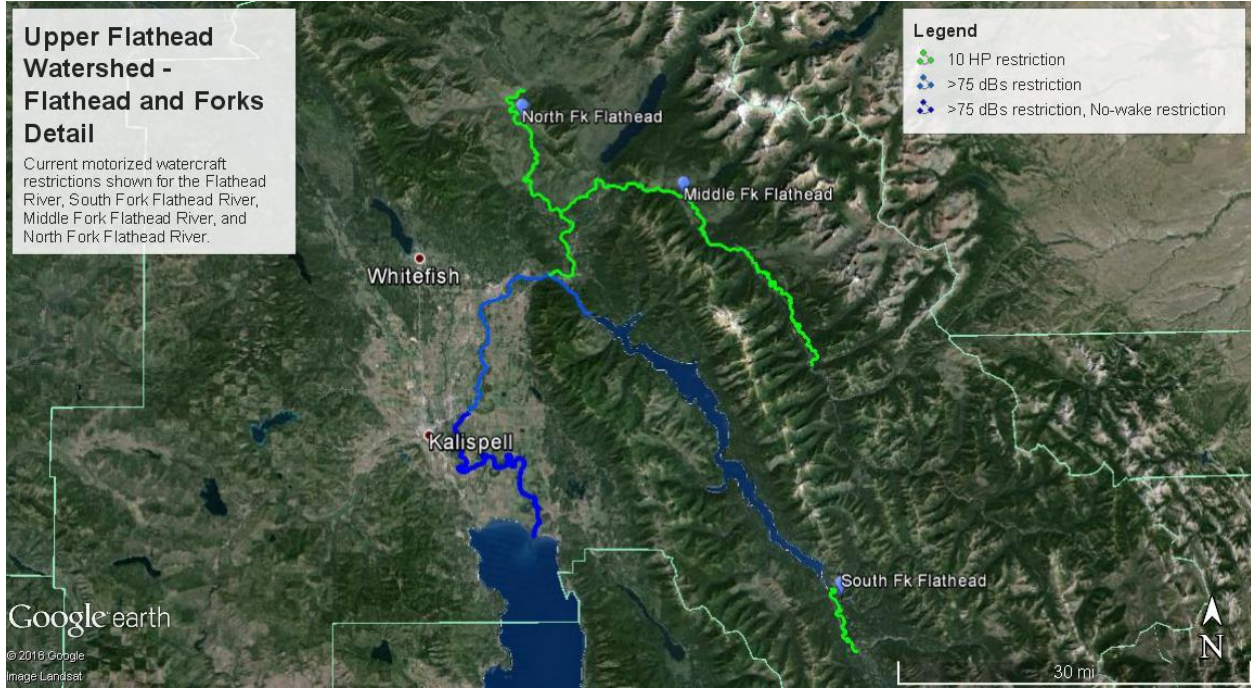 Upper Flathead
Watershed -
Flathead and Forks
Detail
Current motorized watercraft
restrictions shown for the Flathead
River, South Fork Flathead River,
Middle Fork Flathead River, and
North Fork Flathead River.
Legend
10 HP restriction
>75 dBs restriction
>75 dBs restriction, No-wake restriction
North Fk Flathead
Middle Fk Flathead
Whitefish
Kalispell
South Fk Flathead
Google earth
© 2016 Google
Image Landsat
N
30 mi